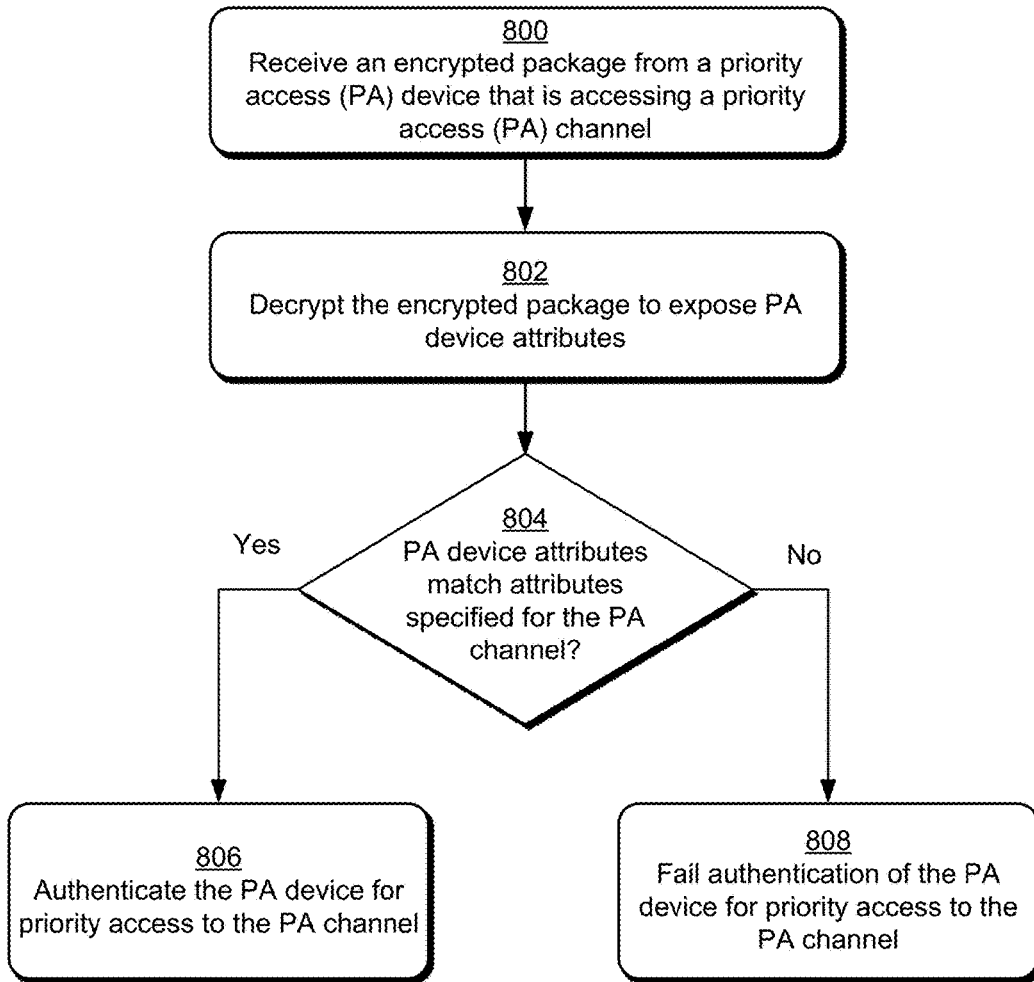 800
Receive an encrypted package from a priority
access (PA) device that is accessing a priority
access (PA) channel
802
Decrypt the encrypted package to expose PA
device attributes
804
PA device attributes
match attributes
specified for the PA
channel?
Yes
No
806
Authenticate the PA device for
priority access to the PA channel
808
Fail authentication of the PA
device for priority access to the
PA channel